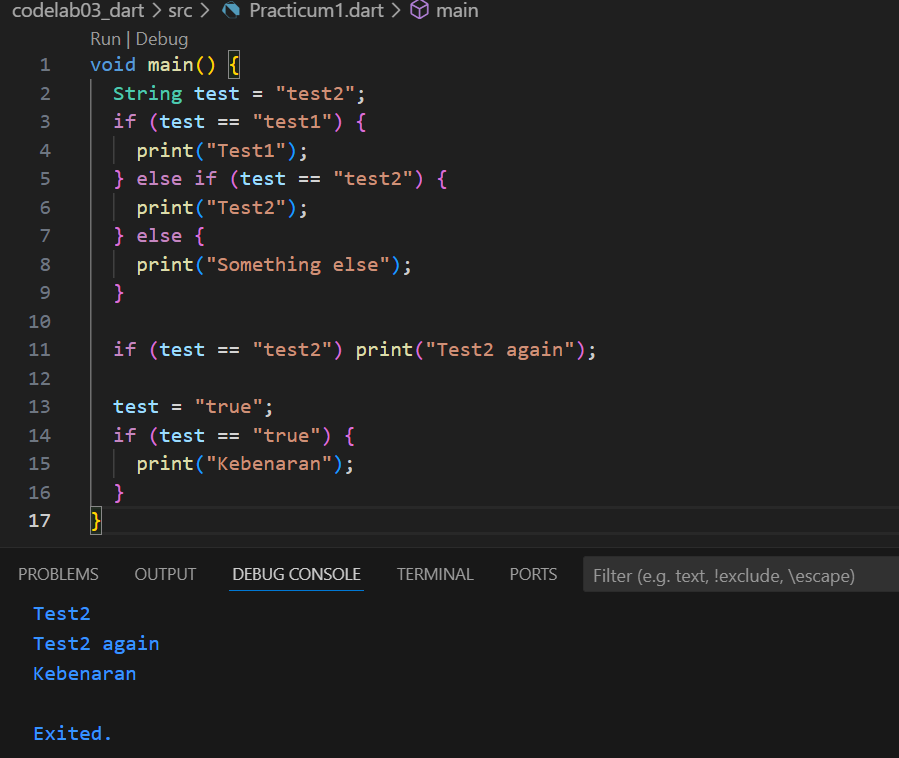 codelab03_dart > src > Practicum1.dart > main
Run | Debug
1 void main() {
2   String test = "test2";
3   if (test == "test1") {
4     print("Test1");
5   } else if (test == "test2") {
6     print("Test2");
7   } else {
8     print("Something else");
9   }
10
11   if (test == "test2") print("Test2 again");
12
13   test = "true";
14   if (test == "true") {
15     print("Kebenaran");
16   }
17 }
PROBLEMS OUTPUT DEBUG CONSOLE TERMINAL PORTS Filter (e.g. text, !exclude, \escape)
Test2
Test2 again
Kebenaran
Exited.